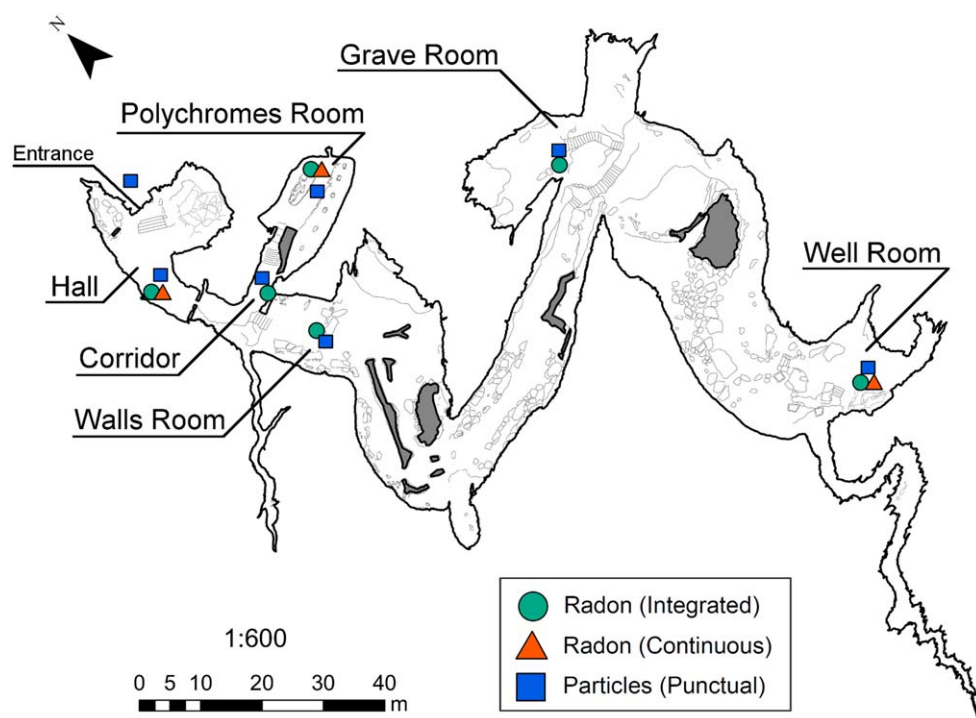 N
Grave Room
Polychromes Room
Entrance
Well Room
Hall
Corridor
Walls Room
Radon (Integrated)
Radon (Continuous)
Particles (Punctual)
1:600
0 5 10 20 30 40
m